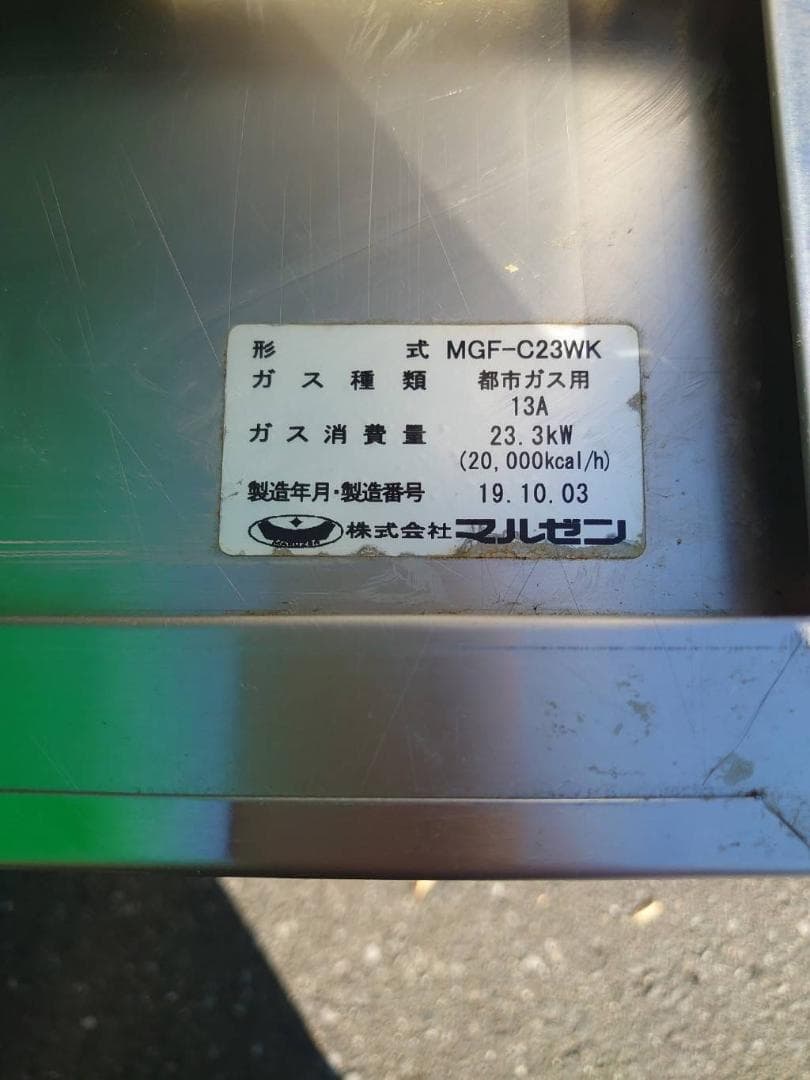 形式 MGF-C23WK
ガス種類 都市ガス用
13A
ガス消費量 23.3kW
(20,000kcal/h)
製造年月・製造番号 19.10.03
MARUZEN 株式会社マルゼン